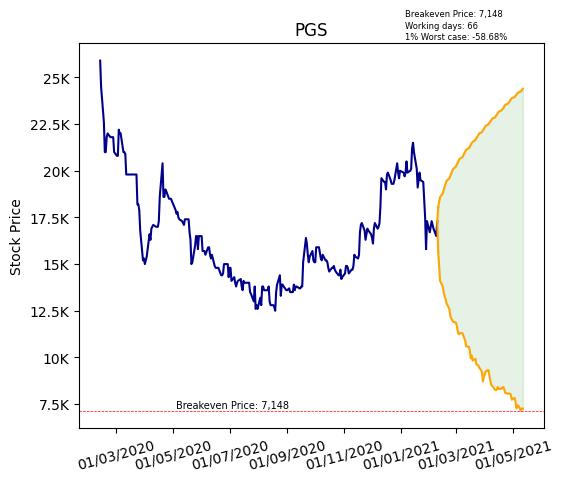 Breakeven Price: 7,148
Working days: 66
1% Worst case: -58.68%
PGS
Stock Price
25K
22.5K
20K
17.5K
15K
12.5K
10K
7.5K
Breakeven Price: 7,148
01/03/2020
01/05/2020
01/07/2020
01/09/2020
01/11/2020
01/01/2021
01/03/2021
01/05/2021